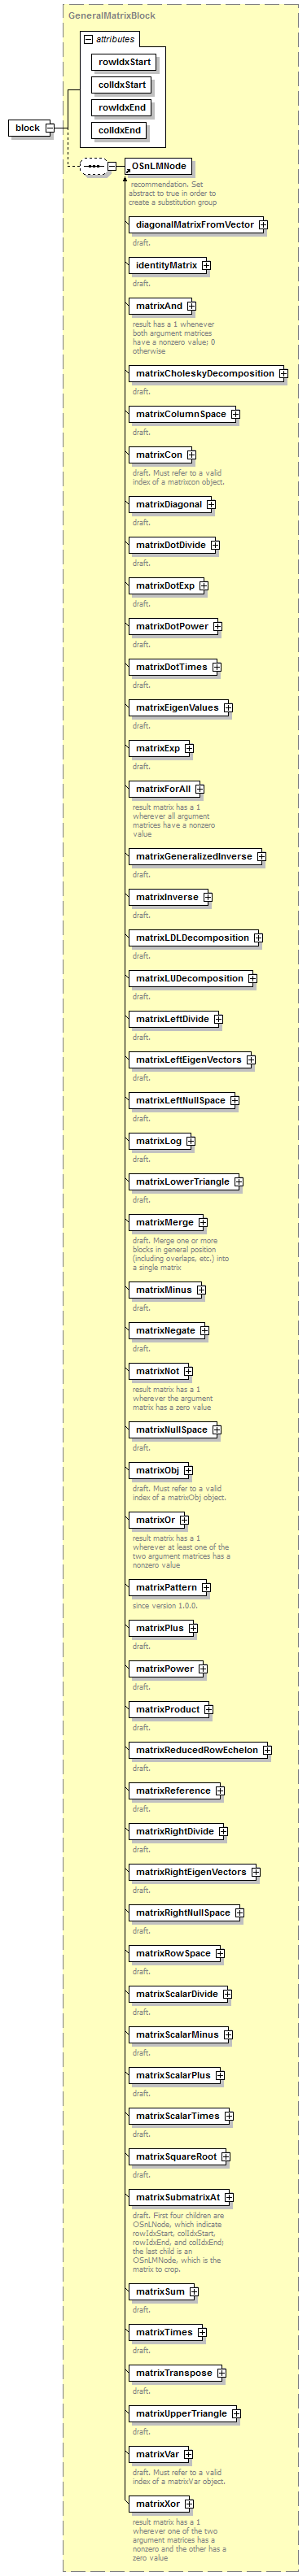 GeneralMatrixBlock
attributes
rowIdxStart
colIdxStart
rowIdxEnd
colIdxEnd
block
OSnLMNode
recommendation. Set
abstract to true in order to
create a substitution group
diagonalMatrixFromVector
draft.
identityMatrix
draft.
matrixAnd
result has a 1 whenever
both argument matrices
have a nonzero value; 0
otherwise
matrixCholeskyDecomposition
draft.
matrixColumnSpace
draft.
matrixCon
draft. Must refer to a valid
index of a matrixcon object.
matrixDiagonal
draft.
matrixDotDivide
draft.
matrixDotExp
draft.
matrixDotPower
draft.
matrixDotTimes
draft.
matrixEigenValues
draft.
matrixExp
draft.
matrixForAll
result matrix has a 1
wherever all argument
matrices have a nonzero
value
matrixGeneralizedInverse
draft.
matrixInverse
draft.
matrixLDLDecomposition
draft.
matrixLUDecomposition
draft.
matrixLeftDivide
draft.
matrixLeftEigenVectors
draft.
matrixLeftNullSpace
draft.
matrixLog
draft.
matrixLowerTriangle
draft.
matrixMerge
draft. Merge one or more
blocks in general position
(including overlaps, etc.) into
a single matrix
matrixMinus
draft.
matrixNegate
draft.
matrixNot
result matrix has a 1
wherever the argument
matrix has a zero value
matrixNullSpace
draft.
matrixObj
draft. Must refer to a valid
index of a matrixObj object.
matrixOr
result matrix has a 1
wherever at least one of the
two argument matrices has a
nonzero value
matrixPattern
since version 1.0.0.
matrixPlus
draft.
matrixPower
draft.
matrixProduct
draft.
matrixReducedRowEchelon
draft.
matrixReference
draft.
matrixRightDivide
draft.
matrixRightEigenVectors
draft.
matrixRightNullSpace
draft.
matrixRowSpace
draft.
matrixScalarDivide
draft.
matrixScalarMinus
draft.
matrixScalarPlus
draft.
matrixScalarTimes
draft.
matrixSquareRoot
draft.
matrixSubmatrixAt
draft. First four children are
OSnLNode, which indicate
rowIdxStart, colIdxStart,
rowIdxEnd, and colIdxEnd;
the last child is an
OSnLMNode, which is the
matrix to crop.
matrixSum
draft.
matrixTimes
draft.
matrixTranspose
draft.
matrixUpperTriangle
draft.
matrixVar
draft. Must refer to a valid
index of a matrixVar object.
matrixXor
result matrix has a 1
wherever one of the two
argument matrices has a
nonzero and the other has a
zero value